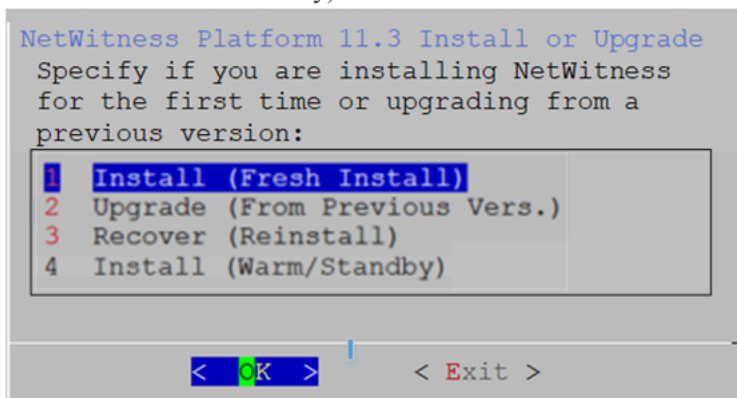 NetWitness Platform 11.3 Install or Upgrade
Specify if you are installing NetWitness
for the first time or upgrading from a
previous version:
1 Install (Fresh Install)
2 Upgrade (From Previous Vers.)
3 Recover (Reinstall)
4 Install (Warm/Standby)
< OK > < Exit >